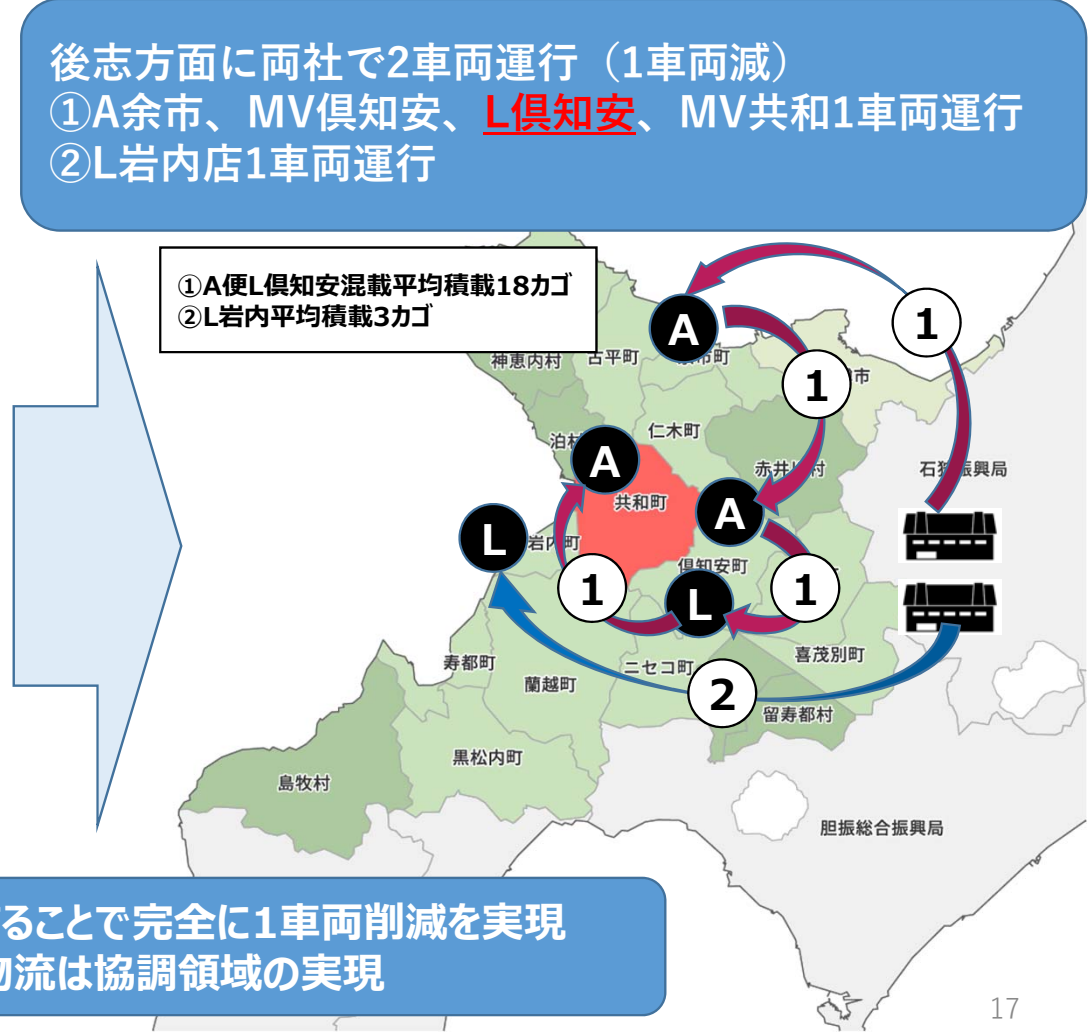 後志方面に両社で2車両運行（1車両減）
①A余市、MV倶知安、L倶知安、MV共和1車両運行
②L岩内店1車両運行
①A便L倶知安混載平均積載18カゴ
②L岩内平均積載3カゴ
A
1
神恵内村
古平町
市町
1
市
仁木町
泊村
A
赤井川村
石狩振興局
共和町
A
L
岩内町
倶知安町
1
L
1
寿都町
ニセコ町
喜茂別町
蘭越町
2
留寿都村
黒松内町
島牧村
胆振総合振興局
ることで完全に1車両削減を実現
物流は協調領域の実現
17